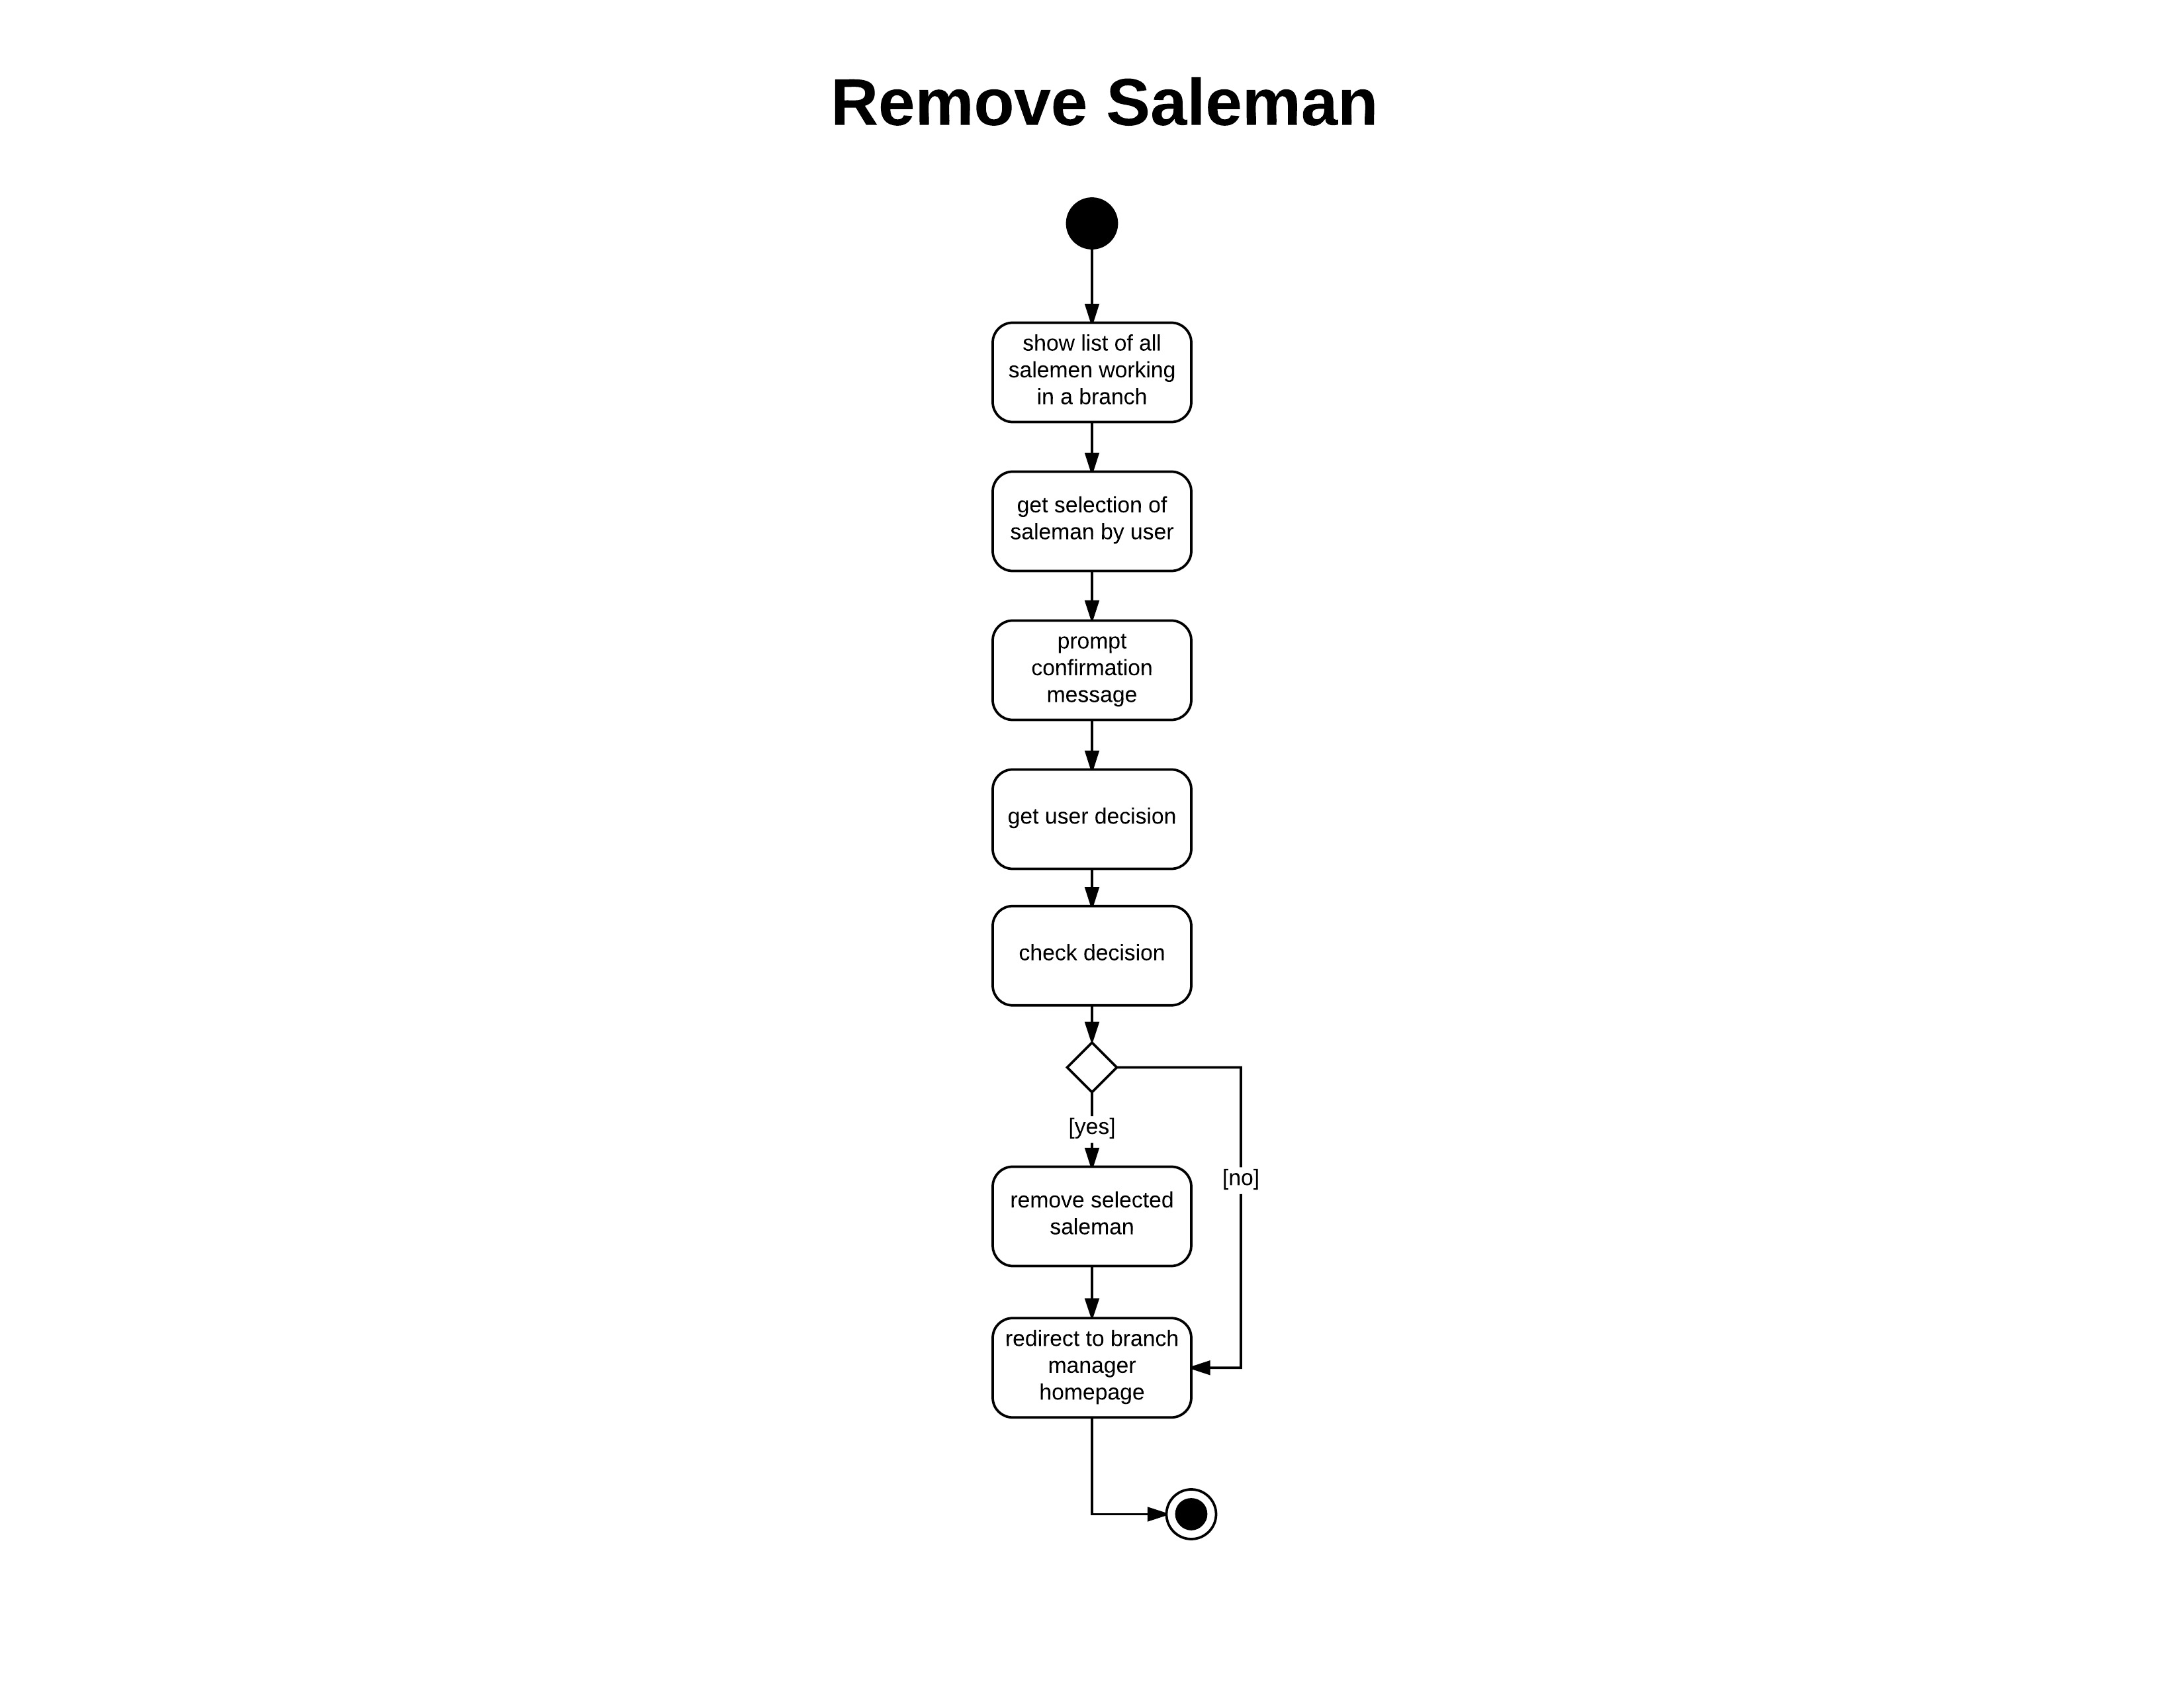 Remove Saleman
show list of all
salemen working
in a branch
get selection of
saleman by user
prompt
confirmation
message
get user decision
check decision
[yes]
[no]
remove selected
saleman
redirect to branch
manager
homepage